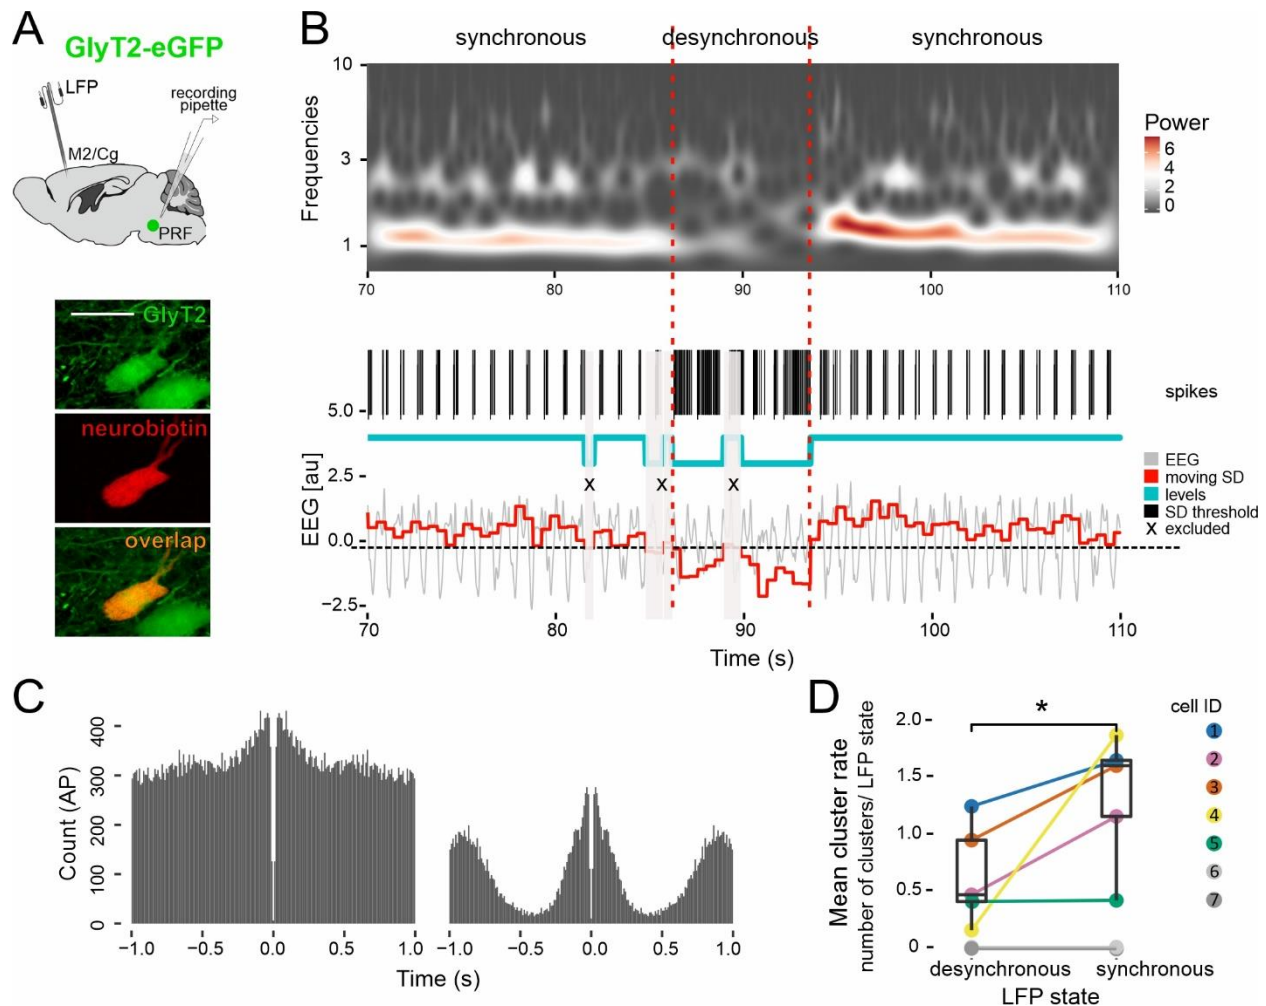 A
GlyT2-eGFP
LFP
recording
pipette
M2/Cg
PRF
GlyT2
neurobiotin
overlap
B
synchronous desynchronous synchronous
Frequencies
10
3
1
70 80 90 100 110
Power
6
4
2
0
spikes
EEG [au]
5.0
2.5
0.0
−2.5
x x x
EEG
moving SD
levels
SD threshold
x excluded
70 80 90 100 110
Time (s)
C
Count (AP)
400
300
200
100
0
−1.0 −0.5 0.0 0.5 1.0
−1.0 −0.5 0.0 0.5 1.0
Time (s)
D
Mean cluster rate
number of clusters/ LFP state
2.0
1.5
1.0
0.5
0
*
desynchronous synchronous
LFP state
cell ID
1
2
3
4
5
6
7